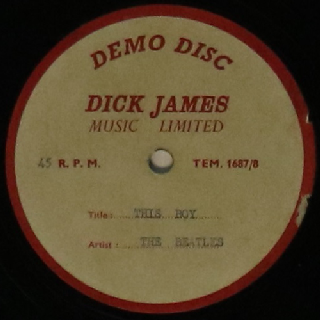 DEMO DISC
DICK JAMES
MUSIC LIMITED
45 R. P. M. TEM. 1687/8
Title: THIS BOY
Artist: THE BEATLES